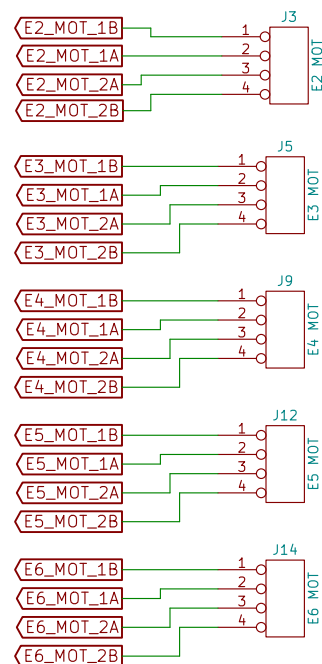 J3
E2_MOT_1B 1
E2_MOT_1A 2
E2_MOT_2A 3
E2_MOT_2B 4
E2 MOT
J5
E3_MOT_1B 1
E3_MOT_1A 2
E3_MOT_2A 3
E3_MOT_2B 4
E3 MOT
J9
E4_MOT_1B 1
E4_MOT_1A 2
E4_MOT_2A 3
E4_MOT_2B 4
E4 MOT
J12
E5_MOT_1B 1
E5_MOT_1A 2
E5_MOT_2A 3
E5_MOT_2B 4
E5 MOT
J14
E6_MOT_1B 1
E6_MOT_1A 2
E6_MOT_2A 3
E6_MOT_2B 4
E6 MOT